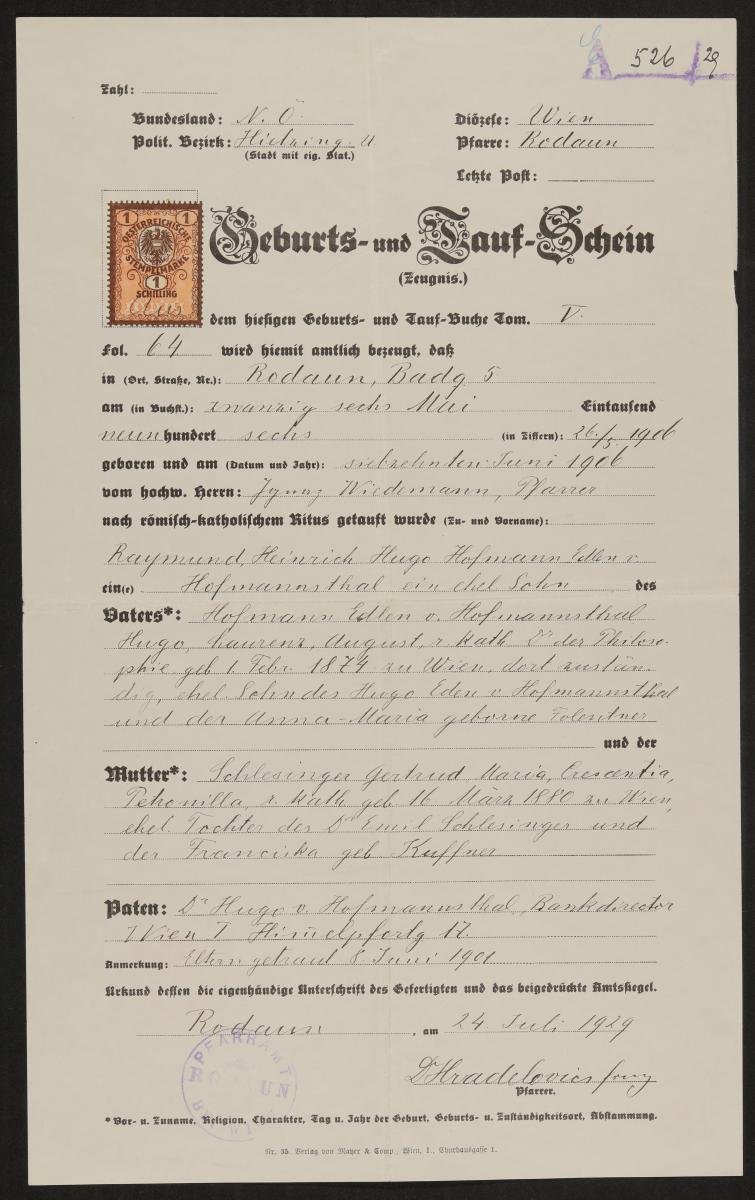 526 29
Zahl:
Bundesland: N. Ö. Diözese: Wien
Polit. Bezirk: Hietzing U Pfarre: Rodaun
(Stadt mit eig. Stat.)
Letzte Post:
1 1
OESTERREICHISCHE
STEMPELMARKE
1
SCHILLING
Geburts- und Tauf-Schein
(Zeugnis.)
Aus dem hiesigen Geburts- und Tauf-Buche Tom. V.
Fol. 64 wird hiemit amtlich bezeugt, daß
in (Ort, Straße, Nr.): Rodaun, Badg. 5
am (in Buchst.): zwanzig sechs Mai Eintausend
neunhundert sechs (in Ziffern): 26./5. 1906
geboren und am (Datum und Jahr): siebzehnten Juni 1906
vom hochw. Herrn: Ignaz Wiedemann, Pfarrer
nach römisch-katholischem Ritus getauft wurde (Zu- und Vorname):
Raymund, Heinrich Hugo Hofmann Edlen v.
ein(e) Hofmannsthal ein ehel Sohn des
Vaters*: Hofmann Edlen v. Hofmannsthal
Hugo, Laurenz, August, r. kath. Dr der Philoso-
phie geb 1 Febr. 1874 zu Wien, dort zustän-
dig, ehel. Sohn des Hugo Eden v Hofmannsthal
und der Anna-Maria geborne
und der
Mutter*: Schlesinger Gertrud, Maria, Crescentia,
Petronilla, r. kath. geb 16 März 1880 zu Wien,
ehel. Tochter des Dr Emil Schlesinger und
der Franciska geb Kuffner
Paten: Dr Hugo v. Hofmannsthal, Bankdirector
Wien I Himelpfortg 17.
Anmerkung: Eltern getraut 8. Juni 1901
Urkund dessen die eigenhändige Unterschrift des Gefertigten und das beigedrückte Amtssiegel.
Rodaun, am 24. Juli 1929
PFARRAMT
RODAUN
Dr Hradelovics
Pfarrer.
* Vor- u. Zuname, Religion, Charakter, Tag u. Jahr der Geburt, Geburts- u. Zuständigkeitsort, Abstammung.
Nr. 35. Verlag von Mayer & Comp., Wien, I., Churhausgasse 1.